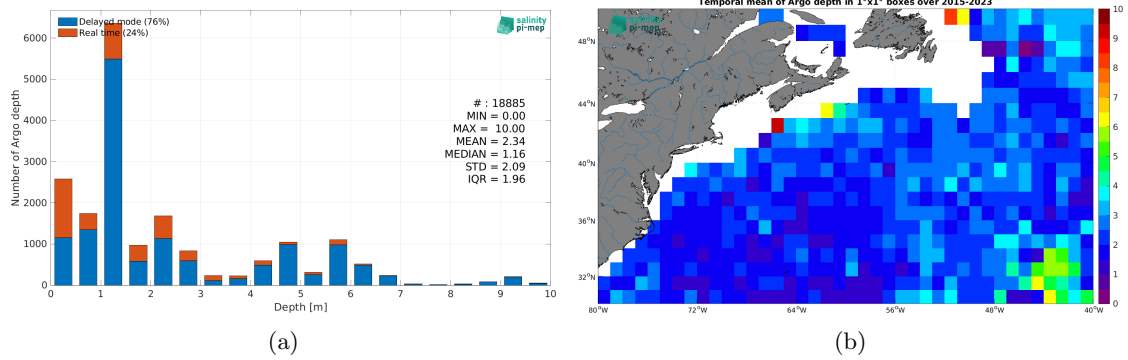 Temporal mean of Argo depth in 1°x1° boxes over 2015-2023
Delayed mode (76%)
Real time (24%)
salinity
pi-mep
# : 18885
MIN = 0.00
MAX = 10.00
MEAN = 2.34
MEDIAN = 1.16
STD = 2.09
IQR = 1.96
Number of Argo depth
6000
5000
4000
3000
2000
1000
0
0 1 2 3 4 5 6 7 8 9 10
Depth [m]
(a)
salinity
pi-mep
48°N
44°N
40°N
36°N
32°N
80°W 72°W 64°W 56°W 48°W 40°W
10
9
8
7
6
5
4
3
2
1
0
(b)